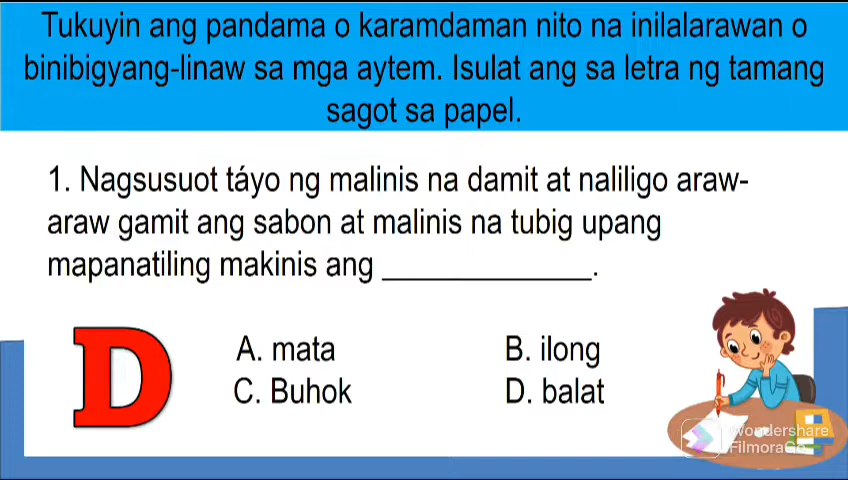 Tukuyin ang pandama o karamdaman nito na inilalarawan o
binibigyang-linaw sa mga aytem. Isulat ang sa letra ng tamang
sagot sa papel.
1. Nagsusuot táyo ng malinis na damit at naliligo araw-
araw gamit ang sabon at malinis na tubig upang
mapanatiling makinis ang ______________.
D
A. mata
B. ilong
C. Buhok
D. balat
Wondershare
FilmoraGo